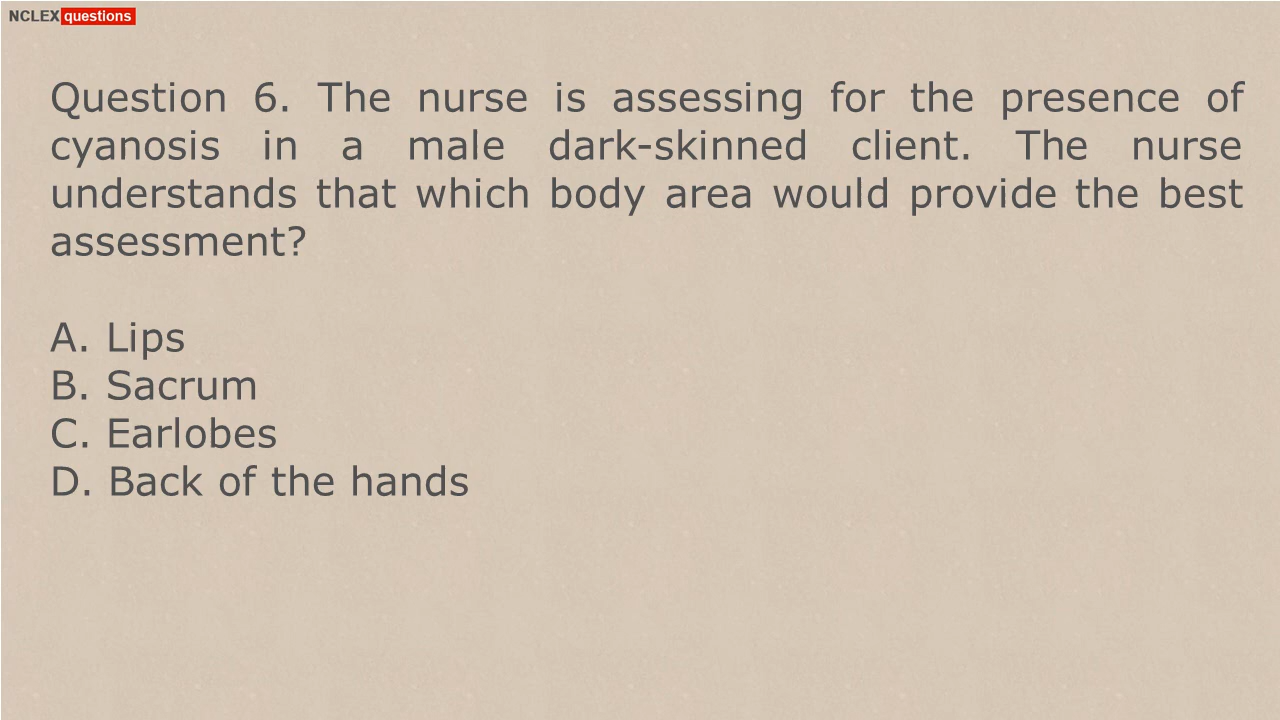 NCLEX questions
Question 6. The nurse is assessing for the presence of
cyanosis in a male dark-skinned client. The nurse
understands that which body area would provide the best
assessment?
A. Lips
B. Sacrum
C. Earlobes
D. Back of the hands